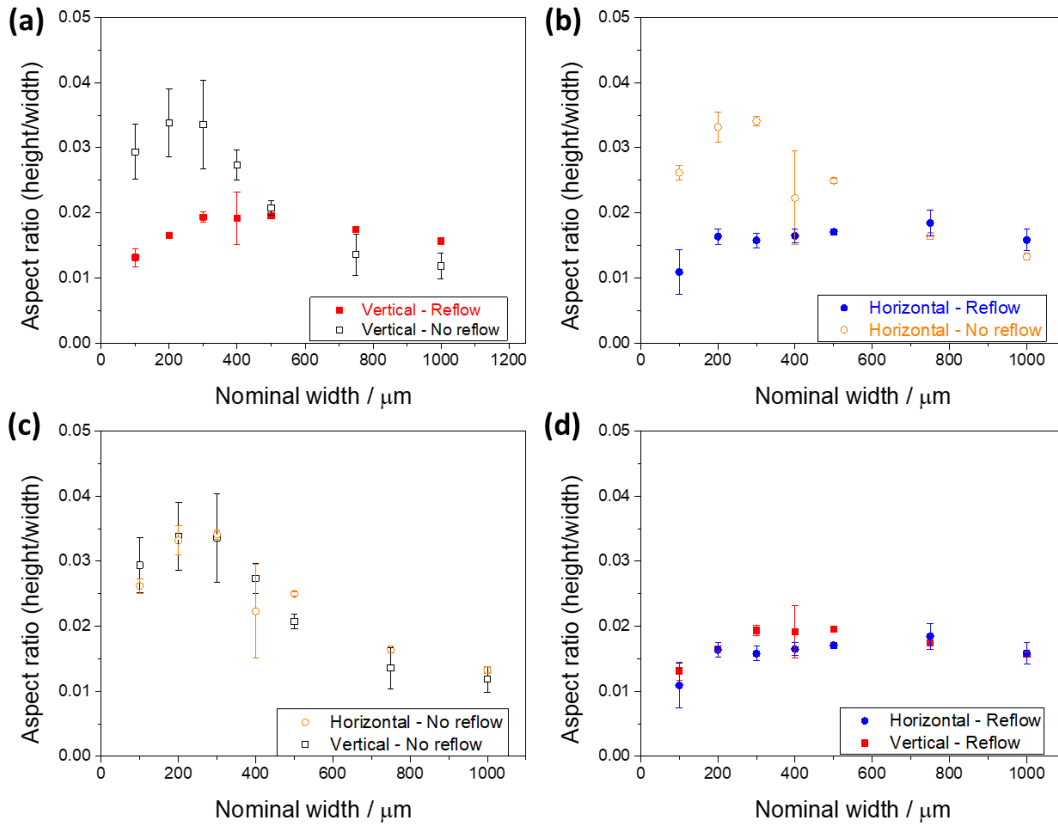 (a)
Aspect ratio (height/width)
0.05
0.04
0.03
0.02
0.01
0.00
Vertical - Reflow
Vertical - No reflow
0 200 400 600 800 1000 1200
Nominal width / μm
(b)
Aspect ratio (height/width)
0.05
0.04
0.03
0.02
0.01
0.00
Horizontal - Reflow
Horizontal - No reflow
0 200 400 600 800 1000
Nominal width / μm
(c)
Aspect ratio (height/width)
0.05
0.04
0.03
0.02
0.01
0.00
Horizontal - No reflow
Vertical - No reflow
0 200 400 600 800 1000
Nominal width / μm
(d)
Aspect ratio (height/width)
0.05
0.04
0.03
0.02
0.01
0.00
Horizontal - Reflow
Vertical - Reflow
0 200 400 600 800 1000
Nominal width / μm